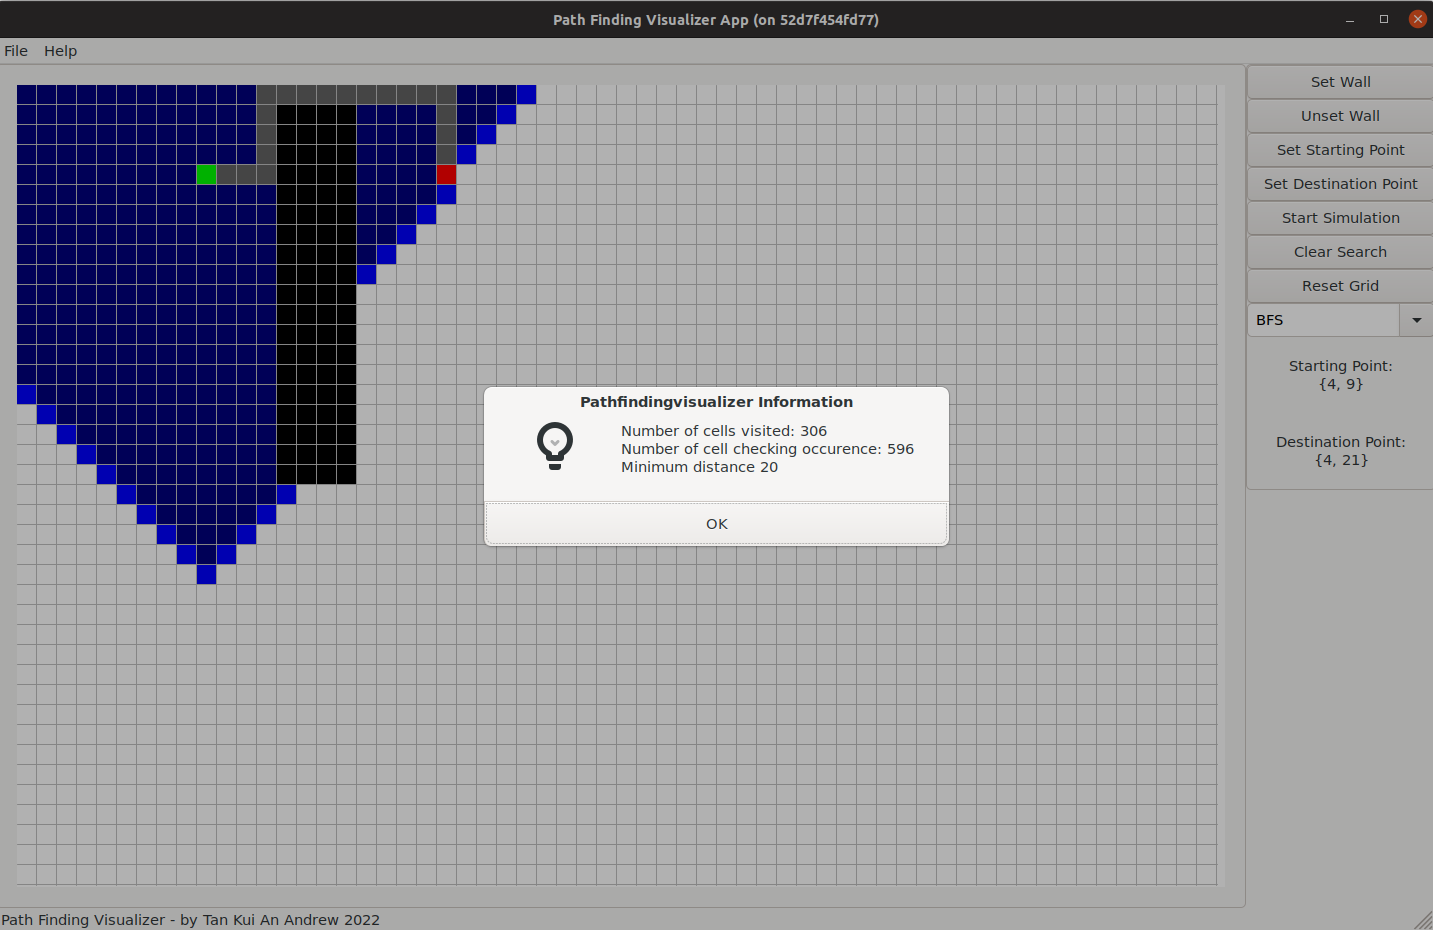 Path Finding Visualizer App (on 52d7f454fd77)
File Help
Set Wall
Unset Wall
Set Starting Point
Set Destination Point
Start Simulation
Clear Search
Reset Grid
BFS
Starting Point:
{4, 9}
Destination Point:
{4, 21}
Pathfindingvisualizer Information
Number of cells visited: 306
Number of cell checking occurence: 596
Minimum distance 20
OK
Path Finding Visualizer - by Tan Kui An Andrew 2022